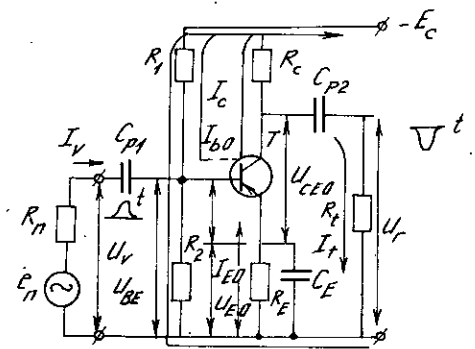 - E_c
R_1
R_c
C_p2
I_c
I_v
C_p1
I_b0
T
t
U_CE0
R_n
t
R_t
U_r
U_v
R_2
I_t
U_BE
I_E0
C_E
e_n
U_E0
R_E